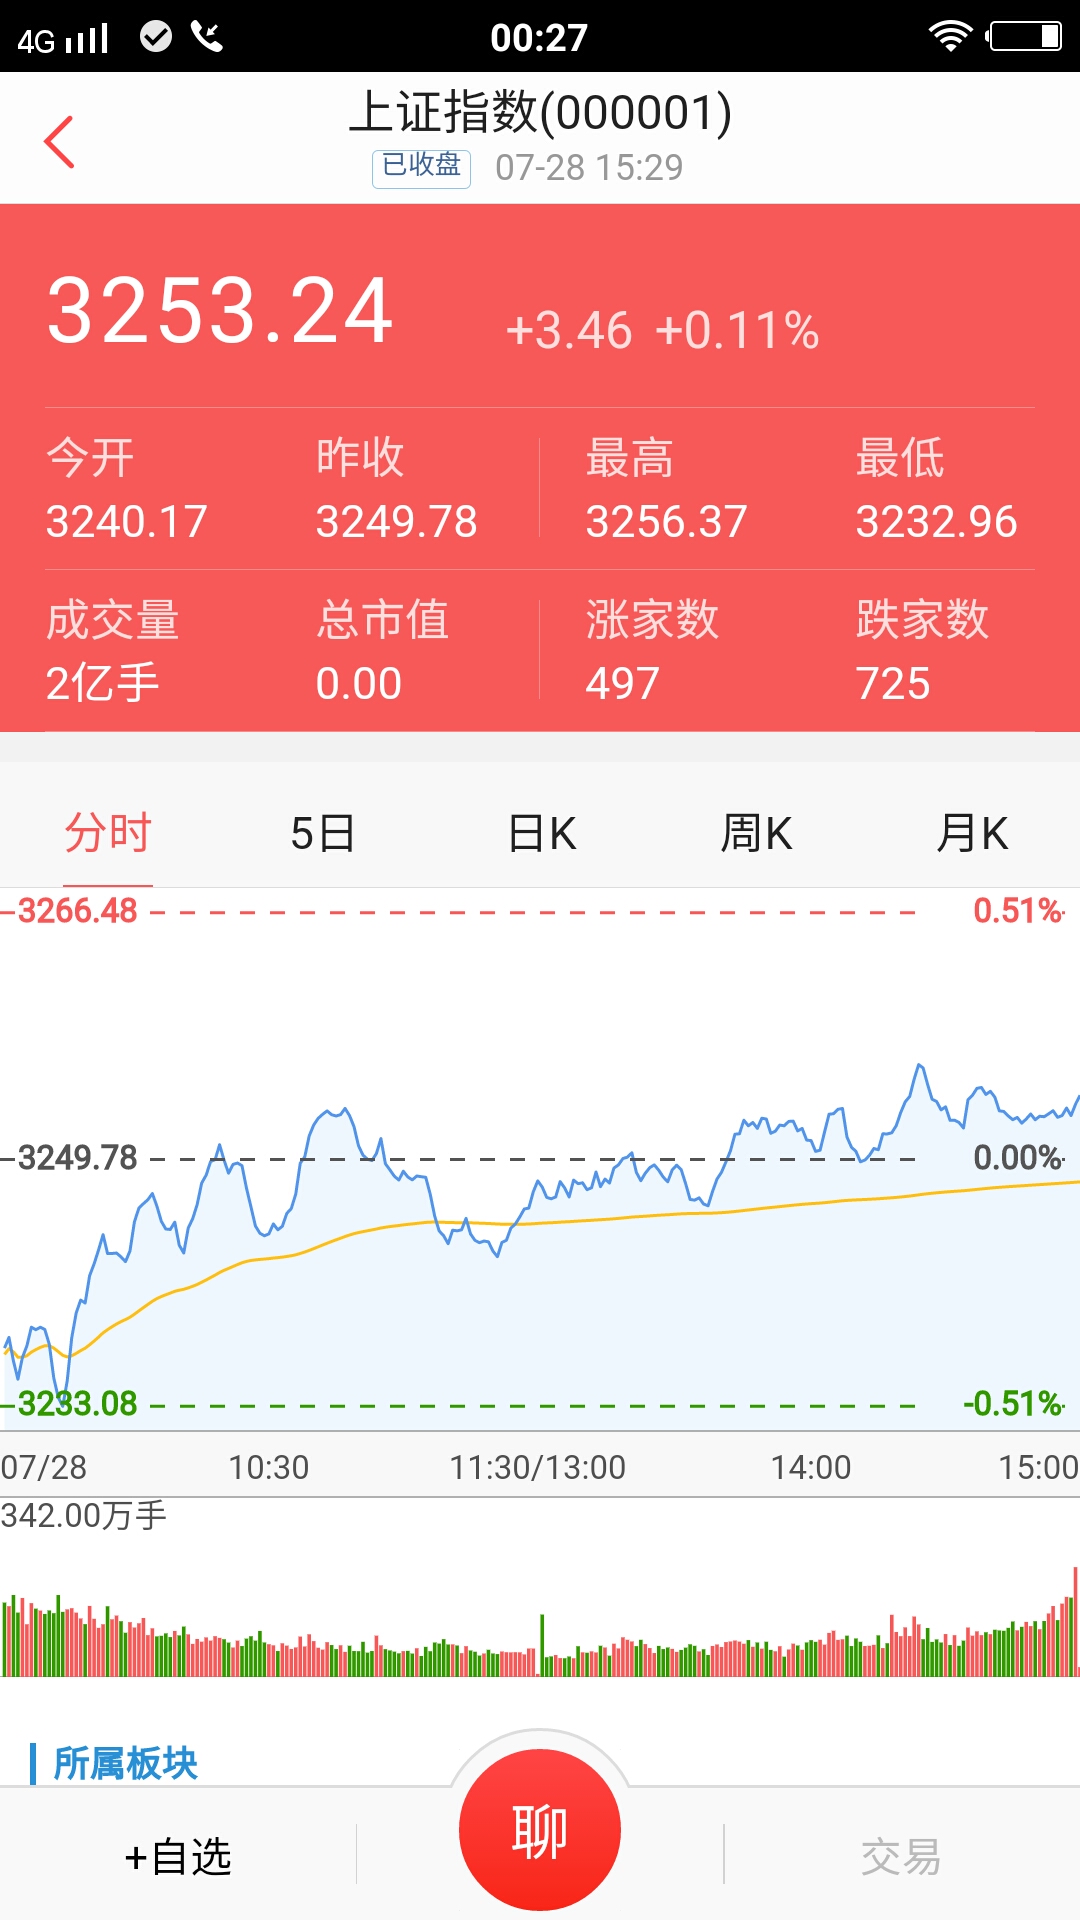 4G 00:27
上证指数(000001)
已收盘 07-28 15:29
3253.24 +3.46 +0.11%
今开 昨收 最高 最低
3240.17 3249.78 3256.37 3232.96
成交量 总市值 涨家数 跌家数
2亿手 0.00 497 725
分时 5日 日K 周K 月K
3266.48 0.51%
3249.78 0.00%
3233.08 -0.51%
07/28 10:30 11:30/13:00 14:00 15:00
342.00万手
所属板块
+自选 聊 交易